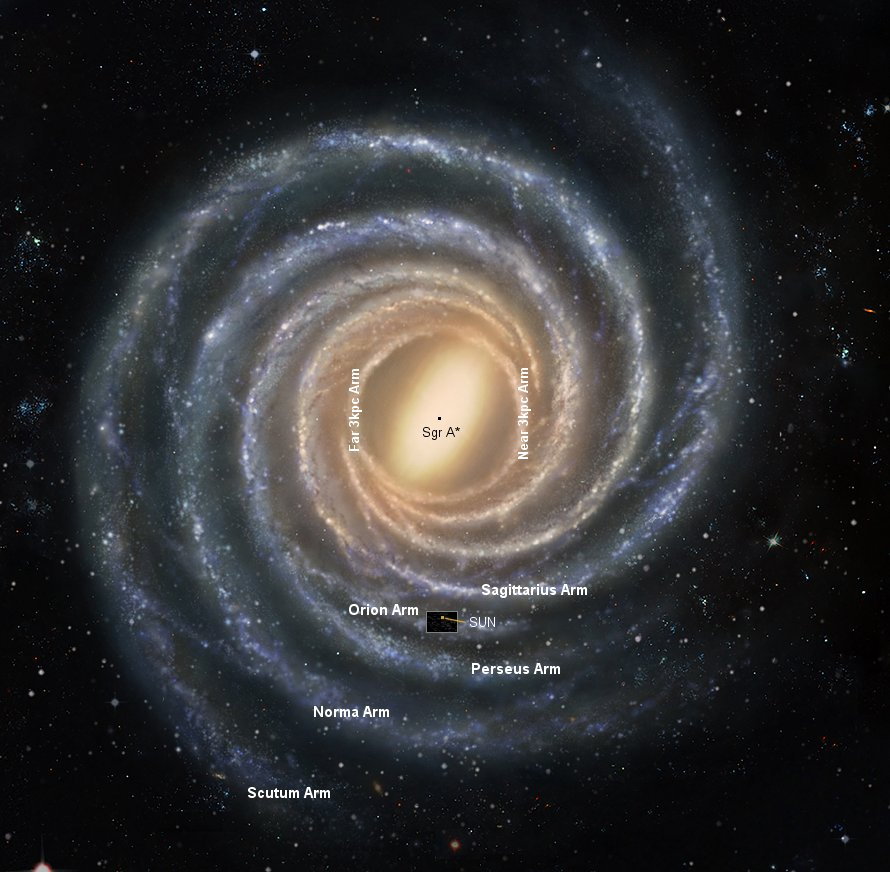 Far 3kpc Arm
Near 3kpc Arm
Sgr A*
Sagittarius Arm
Orion Arm
SUN
Perseus Arm
Norma Arm
Scutum Arm